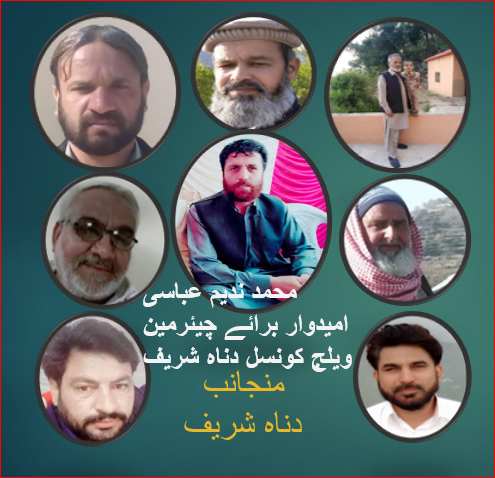 محمد ندیم عباسی
امیدوار برائے چیئرمین
ویلج کونسل دناہ شریف
منجانب
دناہ شریف